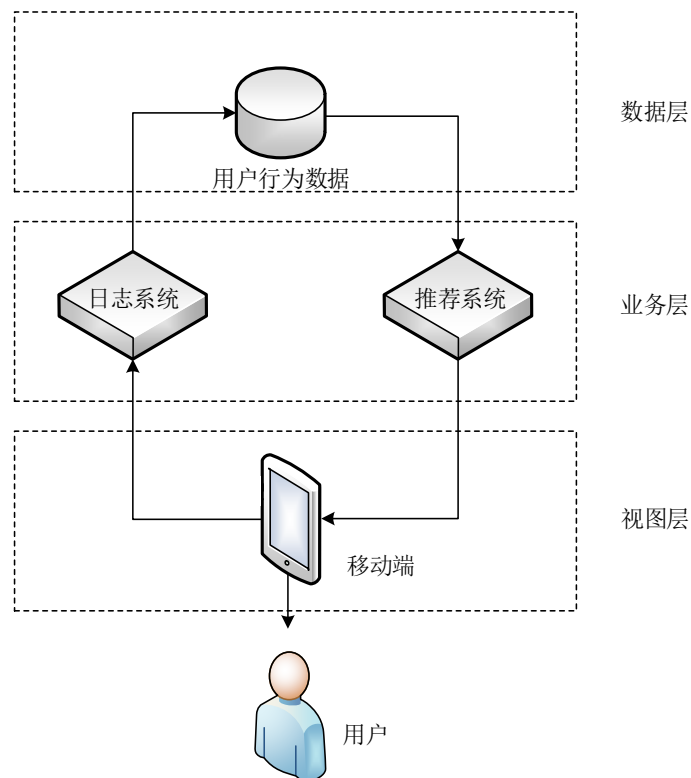 数据层
用户行为数据
日志系统
推荐系统
业务层
视图层
移动端
用户